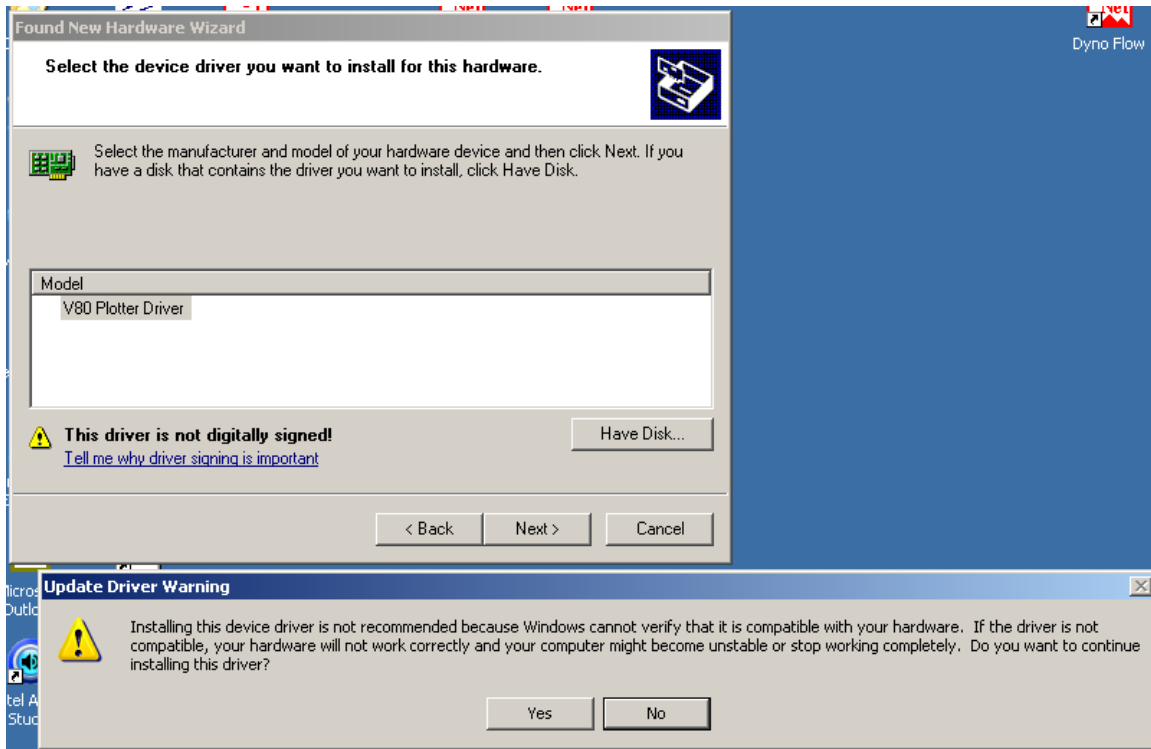 Net
Net
Net
Found New Hardware Wizard
Dyno Flow
Select the device driver you want to install for this hardware.
Select the manufacturer and model of your hardware device and then click Next. If you
have a disk that contains the driver you want to install, click Have Disk.
Model
V80 Plotter Driver
This driver is not digitally signed!
Have Disk...
Tell me why driver signing is important
< Back
Next >
Cancel
Update Driver Warning
Installing this device driver is not recommended because Windows cannot verify that it is compatible with your hardware.  If the driver is not
compatible, your hardware will not work correctly and your computer might become unstable or stop working completely.  Do you want to continue
installing this driver?
Yes
No